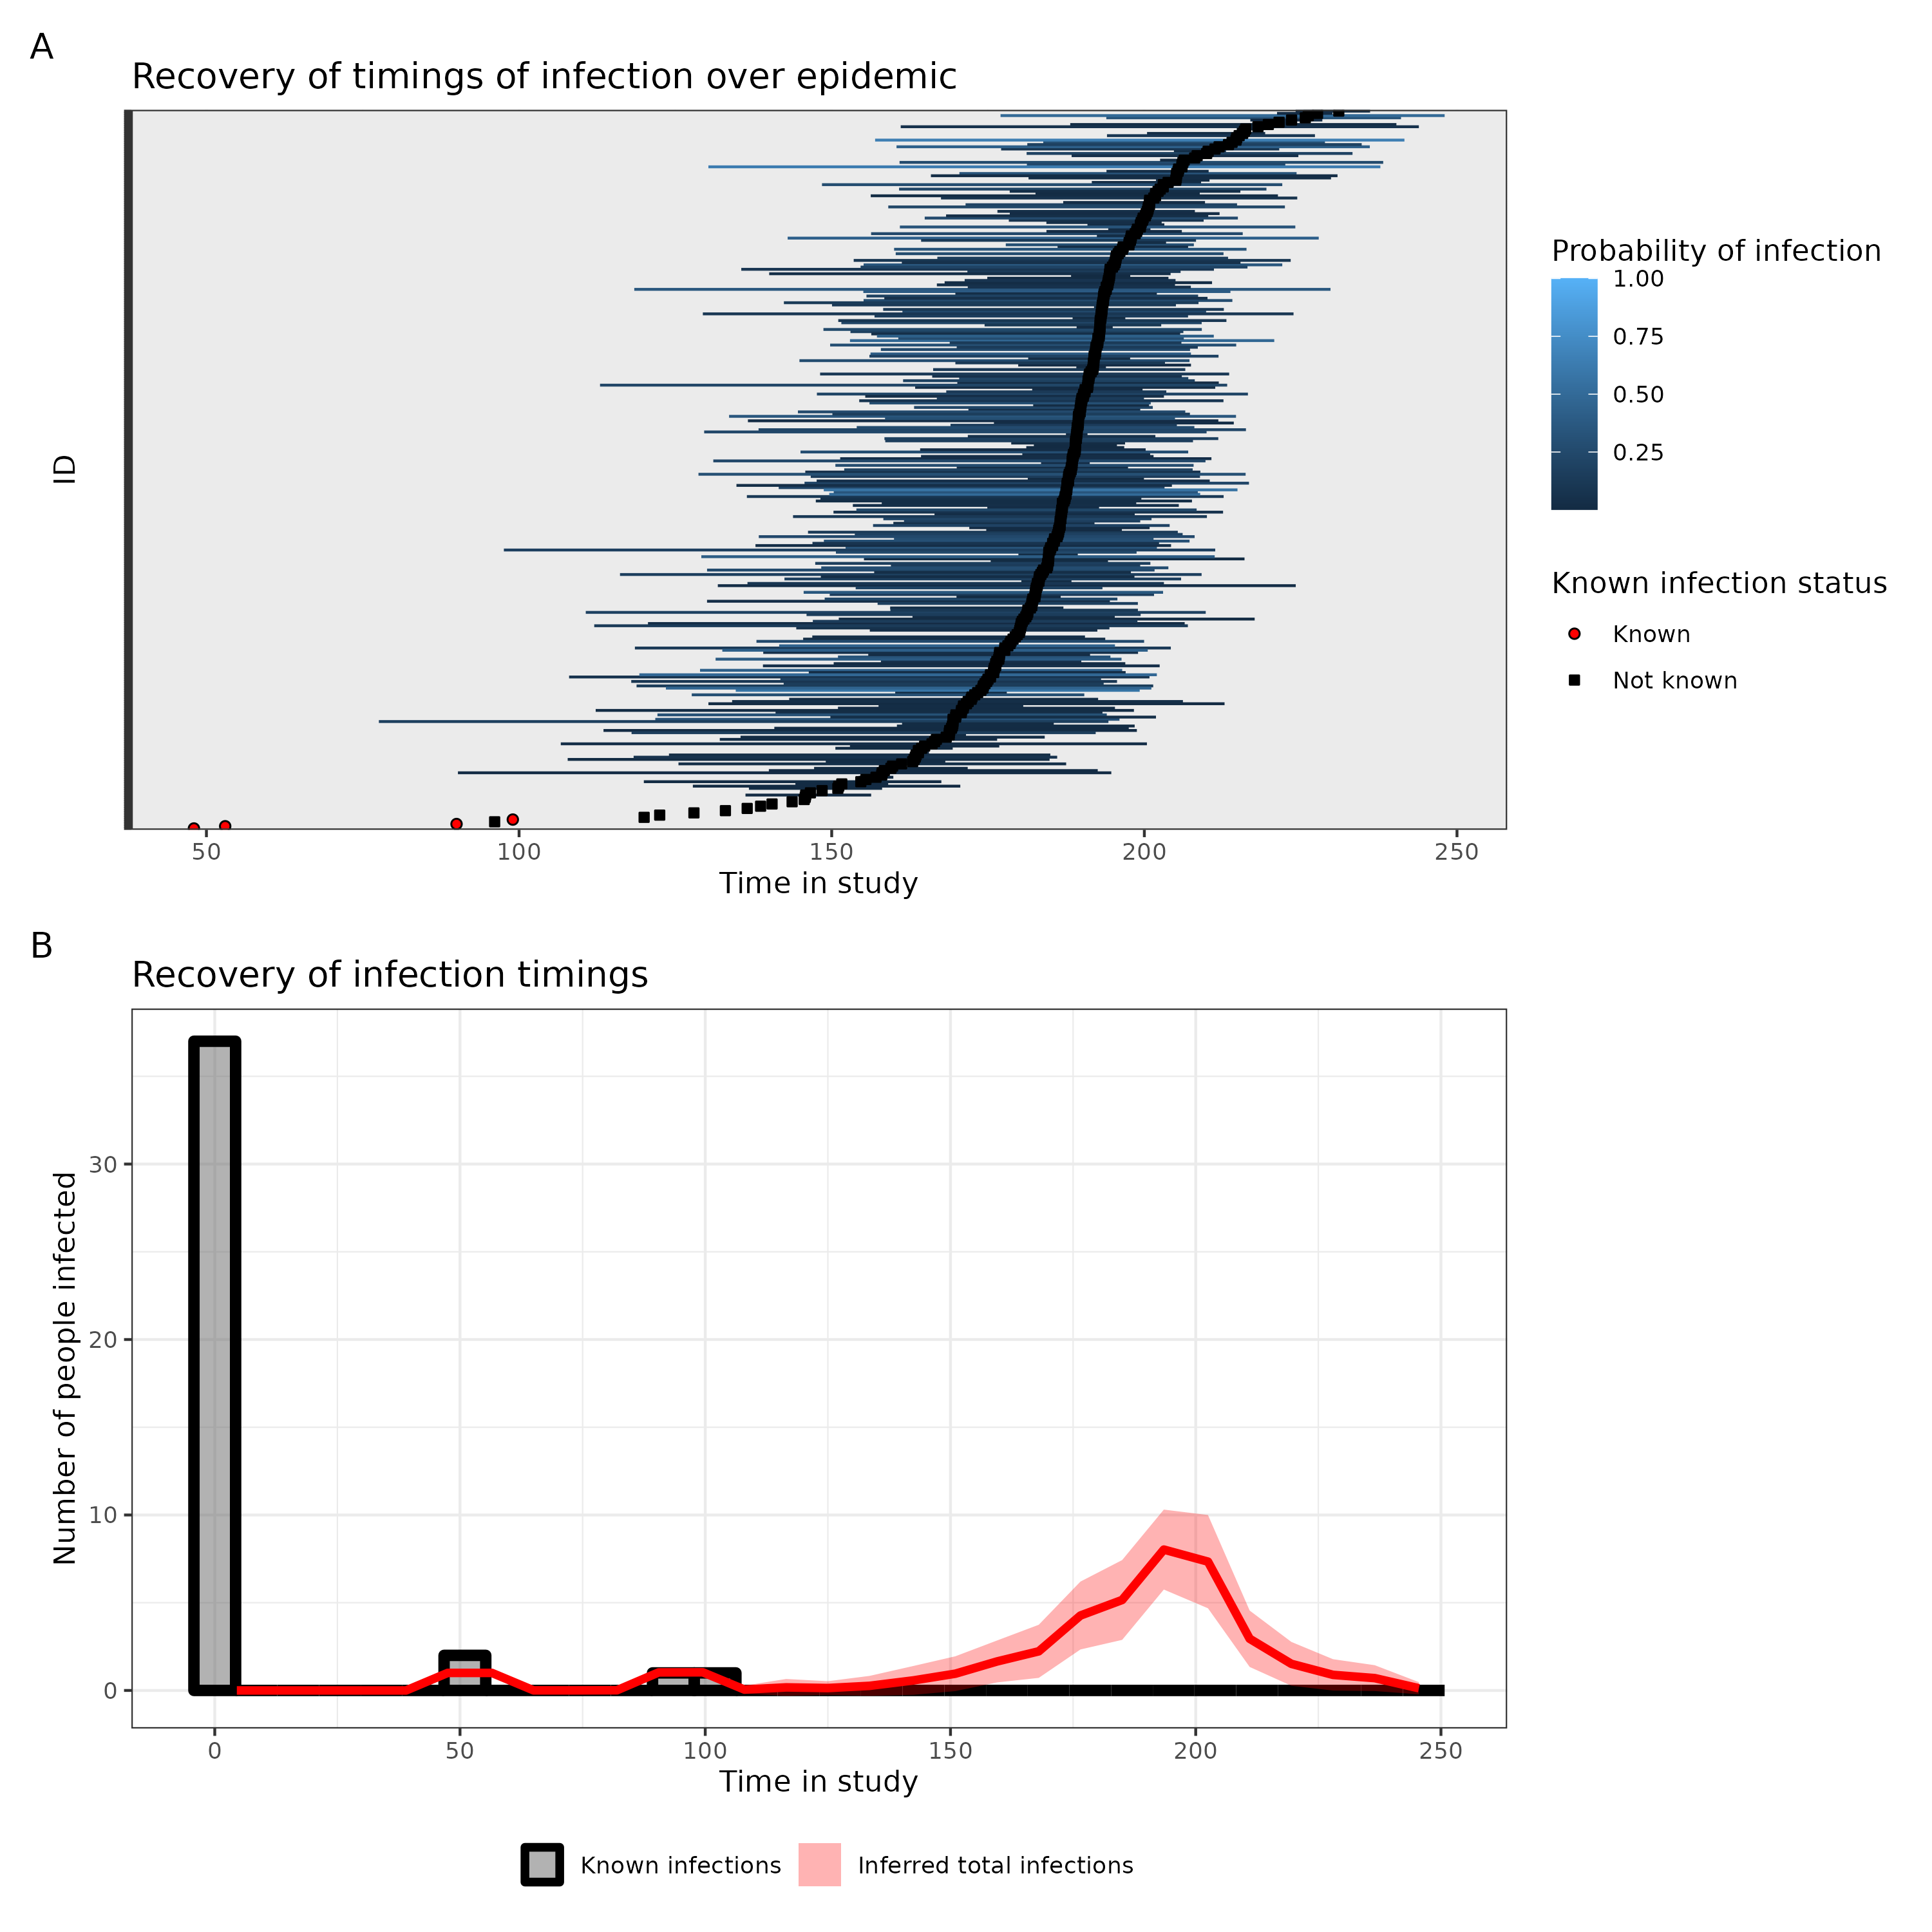 A
Recovery of timings of infection over epidemic
ID
50 100 150 200 250
Time in study
Probability of infection
1.00
0.75
0.50
0.25
Known infection status
Known
Not known
B
Recovery of infection timings
Number of people infected
30
20
10
0
0 50 100 150 200 250
Time in study
Known infections Inferred total infections